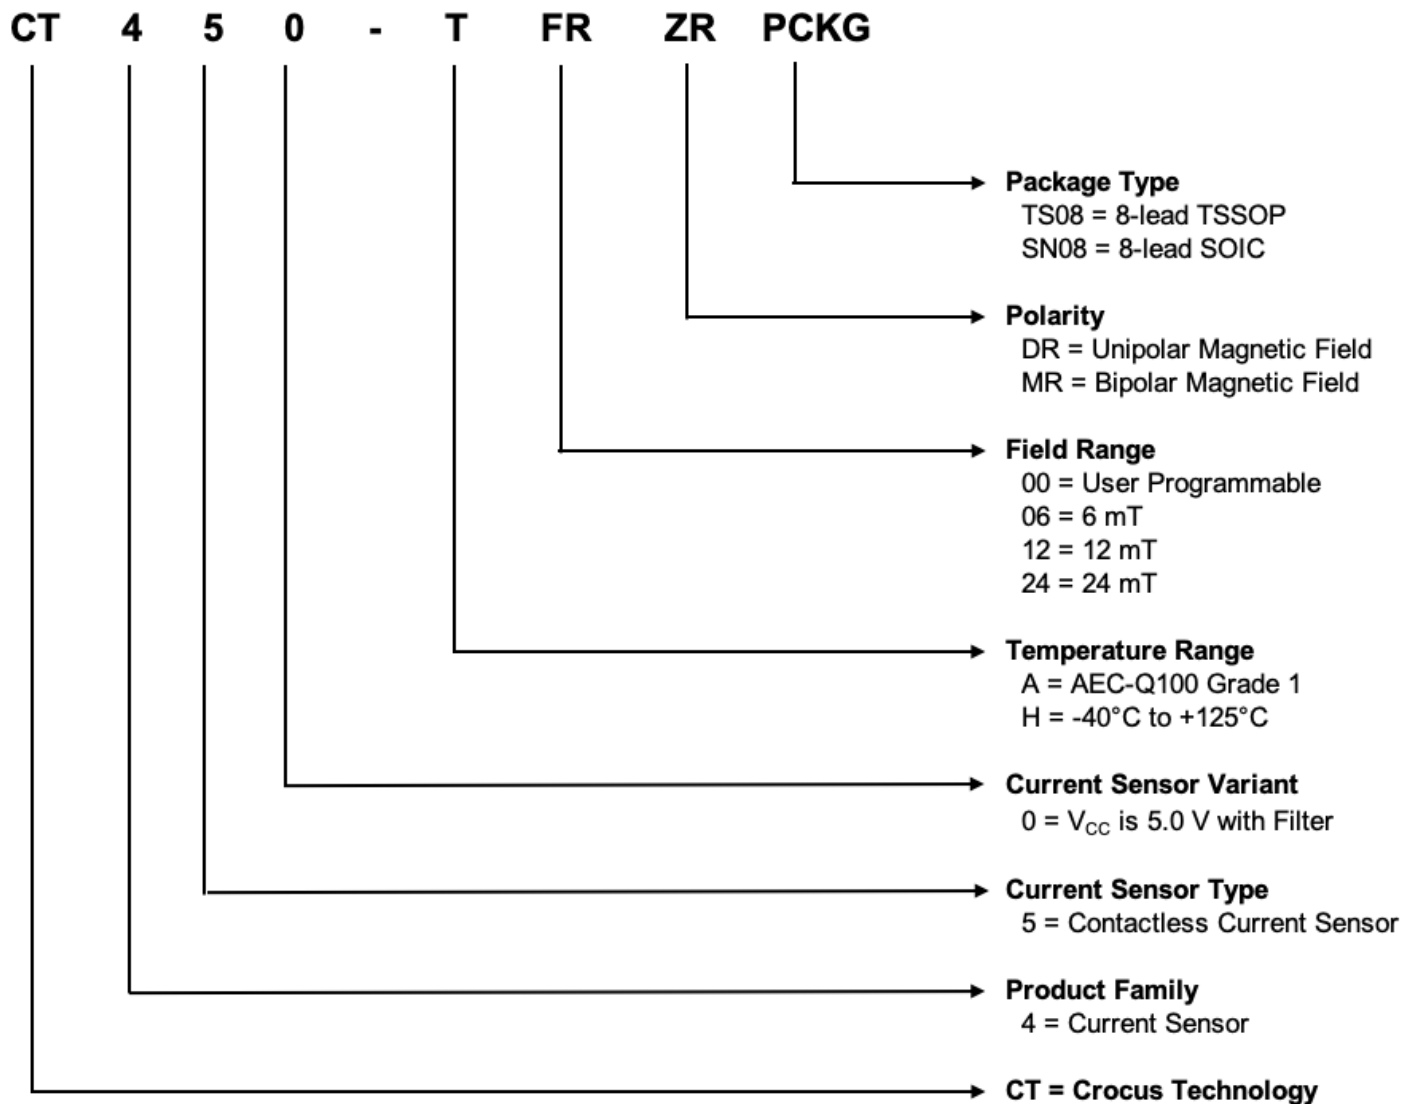 CT 4 5 0 - T FR ZR PCKG
Package Type
TS08 = 8-lead TSSOP
SN08 = 8-lead SOIC
Polarity
DR = Unipolar Magnetic Field
MR = Bipolar Magnetic Field
Field Range
00 = User Programmable
06 = 6 mT
12 = 12 mT
24 = 24 mT
Temperature Range
A = AEC-Q100 Grade 1
H = -40°C to +125°C
Current Sensor Variant
0 = VCC is 5.0 V with Filter
Current Sensor Type
5 = Contactless Current Sensor
Product Family
4 = Current Sensor
CT = Crocus Technology